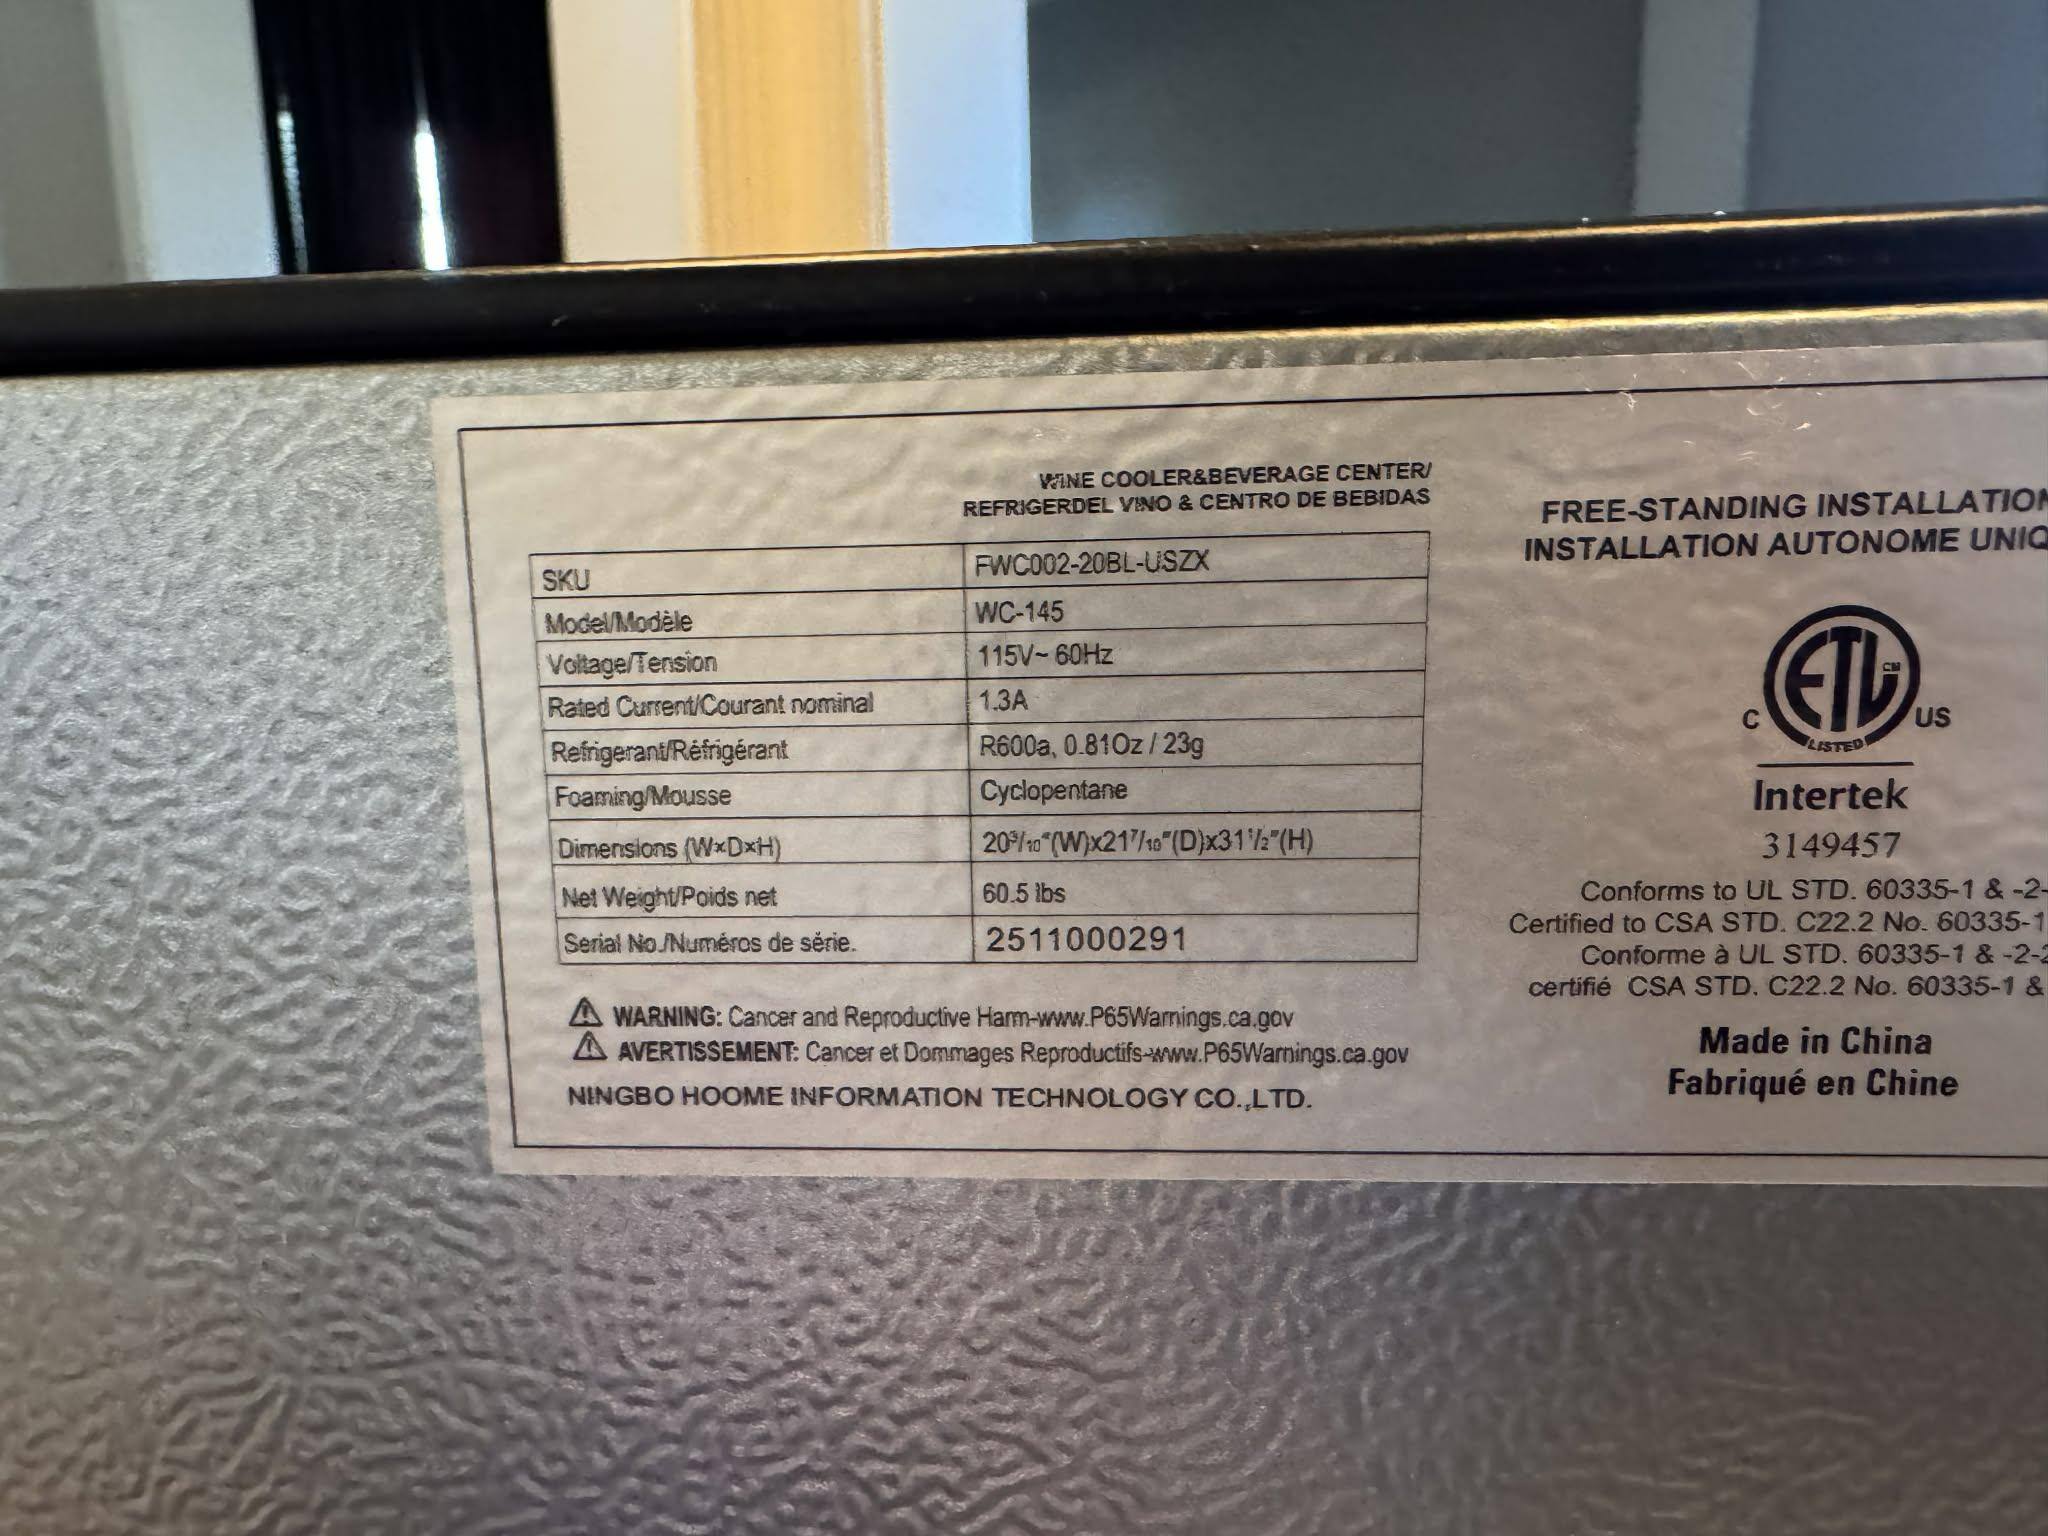 WINE COOLER&BEVERAGE CENTER/
REFRIGERDEL VINO & CENTRO DE BEBIDAS
SKU FWC002-20BL-USZX
Model/Modèle WC-145
Voltage/Tension 115V~ 60Hz
Rated Current/Courant nominal 1.3A
Refrigerant/Réfrigérant R600a, 0.81Oz / 23g
Foaming/Mousse Cyclopentane
Dimensions (W×D×H) 20³/₁₀"(W)x21⁷/₁₀"(D)x31¹/₂"(H)
Net Weight/Poids net 60.5 lbs
Serial No./Numéros de série. 2511000291
⚠ WARNING: Cancer and Reproductive Harm-www.P65Warnings.ca.gov
⚠ AVERTISSEMENT: Cancer et Dommages Reproductifs-www.P65Warnings.ca.gov
NINGBO HOOME INFORMATION TECHNOLOGY CO.,LTD.
FREE-STANDING INSTALLATION
INSTALLATION AUTONOME UNIQ
C ETL CM US
LISTED
Intertek
3149457
Conforms to UL STD. 60335-1 & -2-
Certified to CSA STD. C22.2 No. 60335-1
Conforme à UL STD. 60335-1 & -2-2
certifié CSA STD. C22.2 No. 60335-1 &
Made in China
Fabriqué en Chine